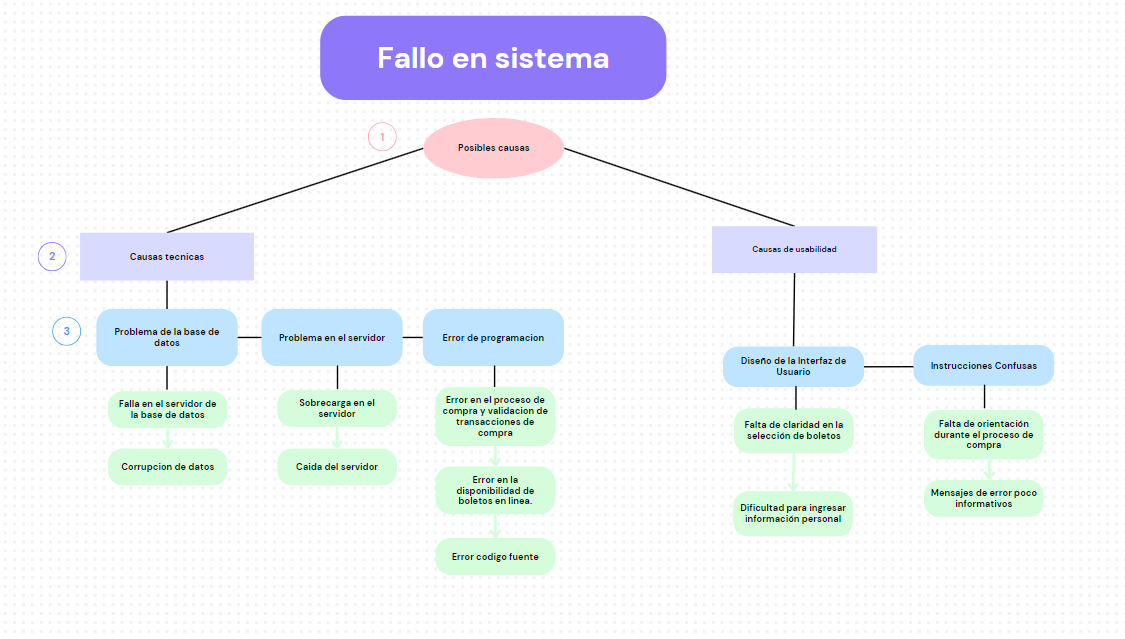 Fallo en sistema
1
Posibles causas
2
Causas tecnicas
Causas de usabilidad
3
Problema de la base de
datos
Problema en el servidor
Error de programacion
Diseño de la Interfaz de
Usuario
Instrucciones Confusas
Falla en el servidor de
la base de datos
Sobrecarga en el
servidor
Error en el proceso de
compra y validacion de
transacciones de
compra
Falta de claridad en la
selección de boletos
Falta de orientación
durante el proceso de
compra
Corrupcion de datos
Caida del servidor
Error en la
disponibilidad de
boletos en linea.
Dificultad para ingresar
información personal
Mensajes de error poco
informativos
Error codigo fuente